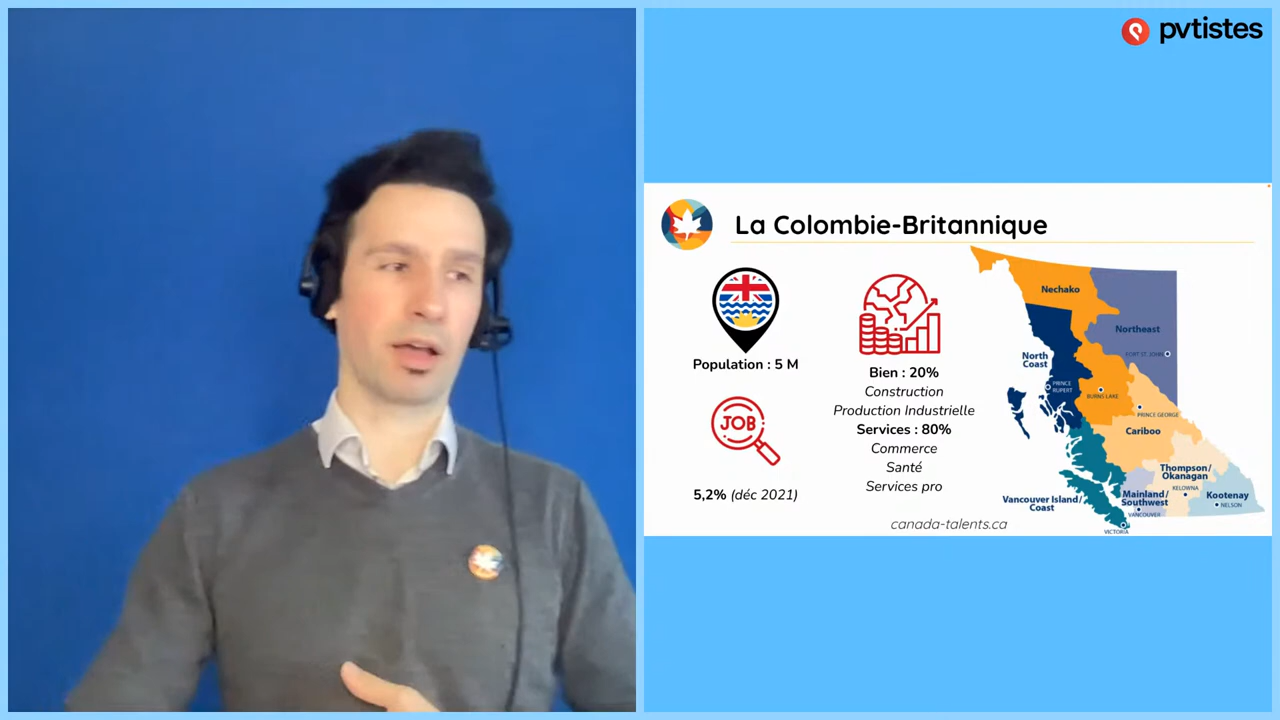 pvtistes
La Colombie-Britannique
Population : 5 M
JOB
5,2% (déc 2021)
Bien : 20%
Construction
Production Industrielle
Services : 80%
Commerce
Santé
Services pro
canada-talents.ca
Nechako
Northeast
FORT ST. JOHN
North
Coast
PRINCE
RUPERT
BURNS LAKE
PRINCE GEORGE
Cariboo
Thompson/
Okanagan
KELOWNA
Vancouver Island/
Coast
Mainland/
Southwest
VANCOUVER
Kootenay
NELSON
VICTORIA